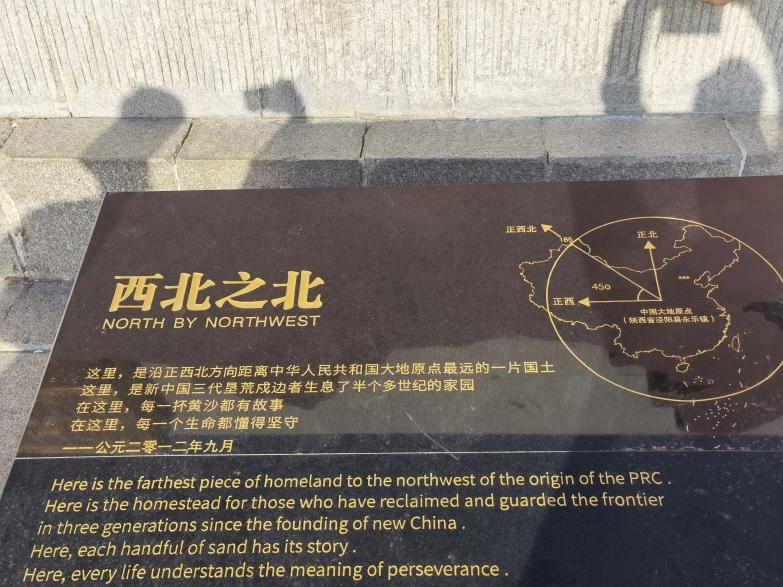 西北之北
NORTH BY NORTHWEST
正西北
186
正北
45o
正西
中国大地原点
(陕西省泾阳县永乐镇)
这里，是沿正西北方向距离中华人民共和国大地原点最远的一片国土
这里，是新中国三代垦荒戍边者生息了半个多世纪的家园
在这里，每一抔黄沙都有故事
在这里，每一个生命都懂得坚守
——公元二零一二年九月
Here is the farthest piece of homeland to the northwest of the origin of the PRC .
Here is the homestead for those who have reclaimed and guarded the frontier
in three generations since the founding of new China .
Here, each handful of sand has its story .
Here, every life understands the meaning of perseverance .